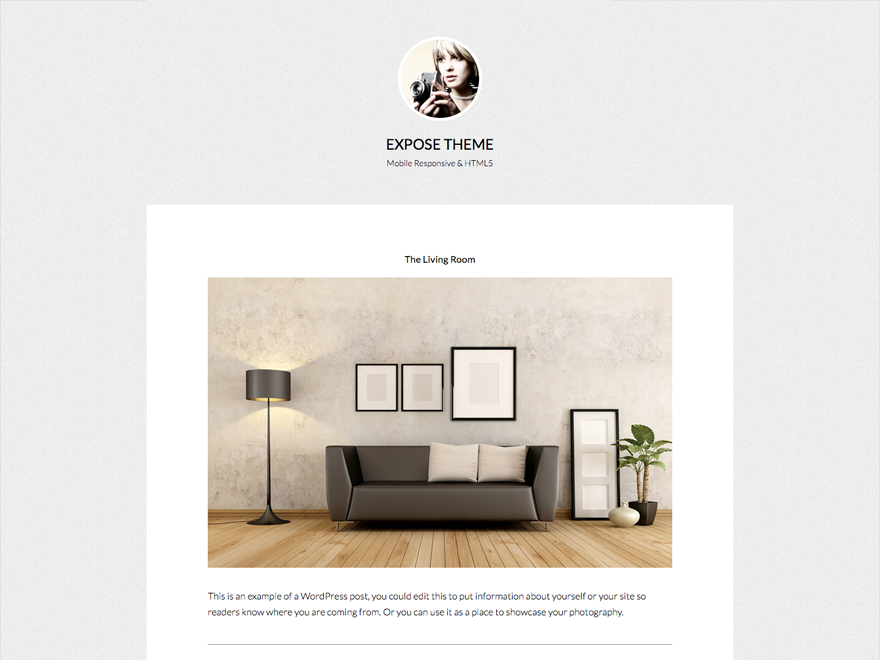 EXPOSE THEME
Mobile Responsive & HTML5
The Living Room
This is an example of a WordPress post, you could edit this to put information about yourself or your site so
readers know where you are coming from. Or you can use it as a place to showcase your photography.